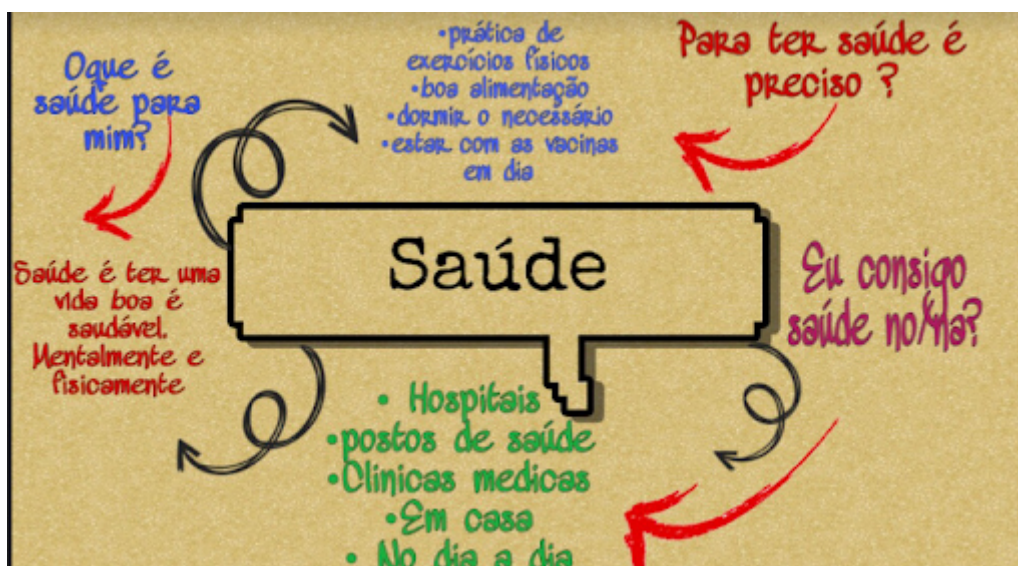 Oque é
saúde para
mim?
•prática de
exercícios físicos
•boa alimentação
•dormir o necessário
•estar com as vacinas
em dia
Para ter saúde é
preciso ?
Saúde
Saúde é ter uma
vida boa é
saudável.
Mentalmente e
fisicamente
Eu consigo
saúde no/na?
• Hospitais
•postos de saúde
•Clinicas medicas
•Em casa
• No dia a dia